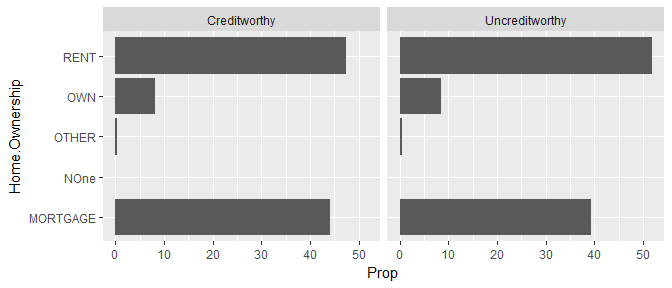 Creditworthy Uncreditworthy
Home.Ownership
RENT
OWN
OTHER
NOne
MORTGAGE
0 10 20 30 40 50 0 10 20 30 40 50
Prop